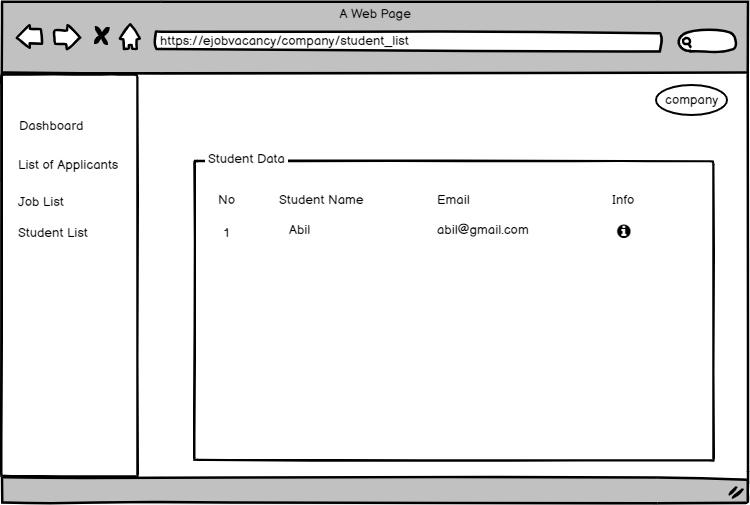 A Web Page
https://ejobvacancy/company/student_list
company
Dashboard
List of Applicants
Job List
Student List
Student Data
No Student Name Email Info
1 Abil abil@gmail.com